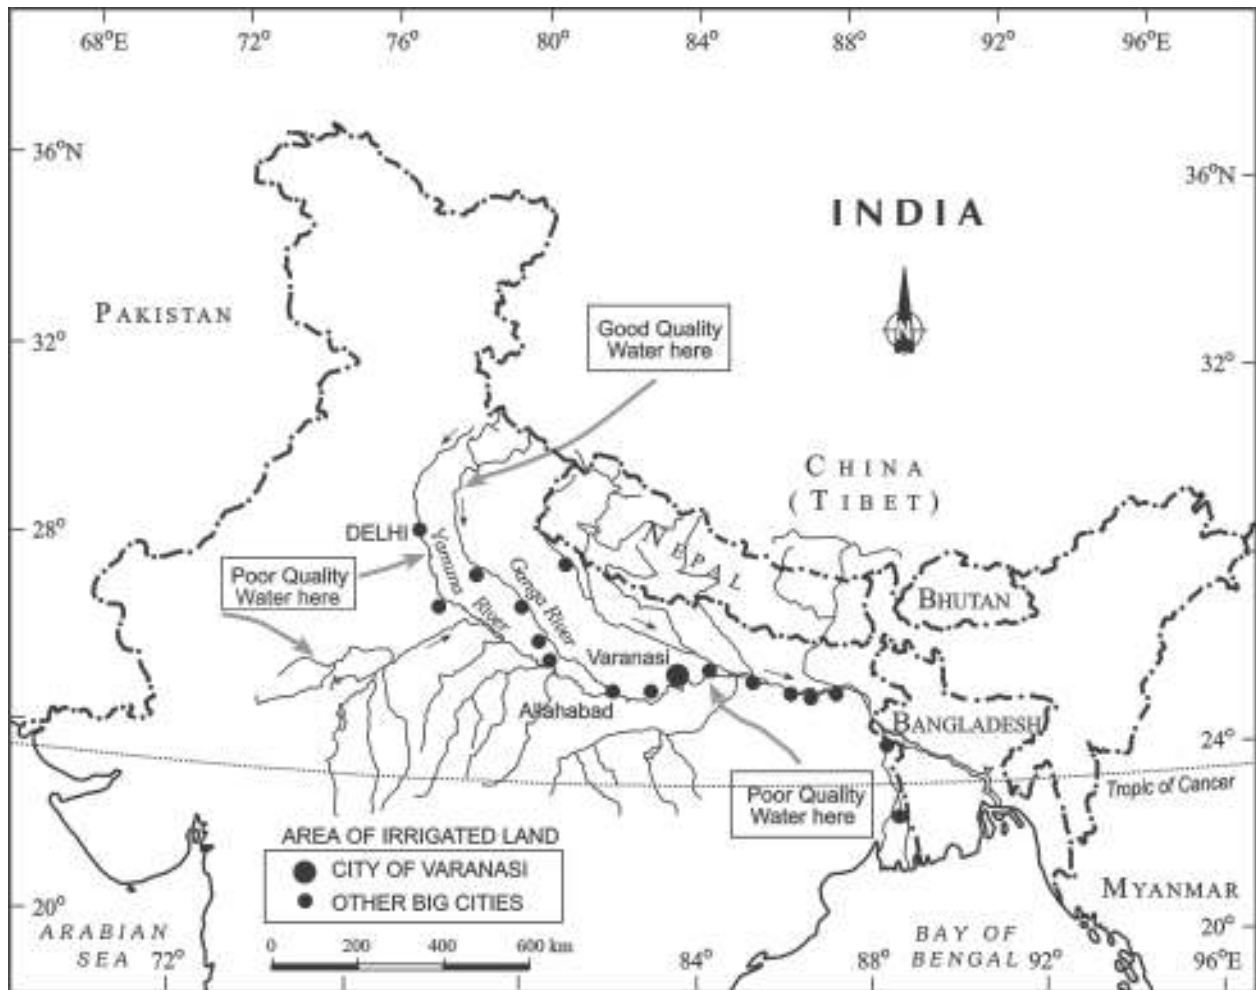 68°E 72° 76° 80° 84° 88° 92° 96°E
36°N
36°N
INDIA
PAKISTAN
Good Quality
Water here
N
32°
32°
CHINA
(TIBET)
28°
28°
DELHI
NEPAL
Poor Quality
Water here
Yamuna River
Ganga River
BHUTAN
Varanasi
Allahabad
BANGLADESH
24°
Tropic of Cancer
Poor Quality
Water here
AREA OF IRRIGATED LAND
CITY OF VARANASI
OTHER BIG CITIES
MYANMAR
20°
20°
ARABIAN
SEA
0 200 400 600 km
BAY OF
BENGAL
72° 84° 88° 92° 96°E